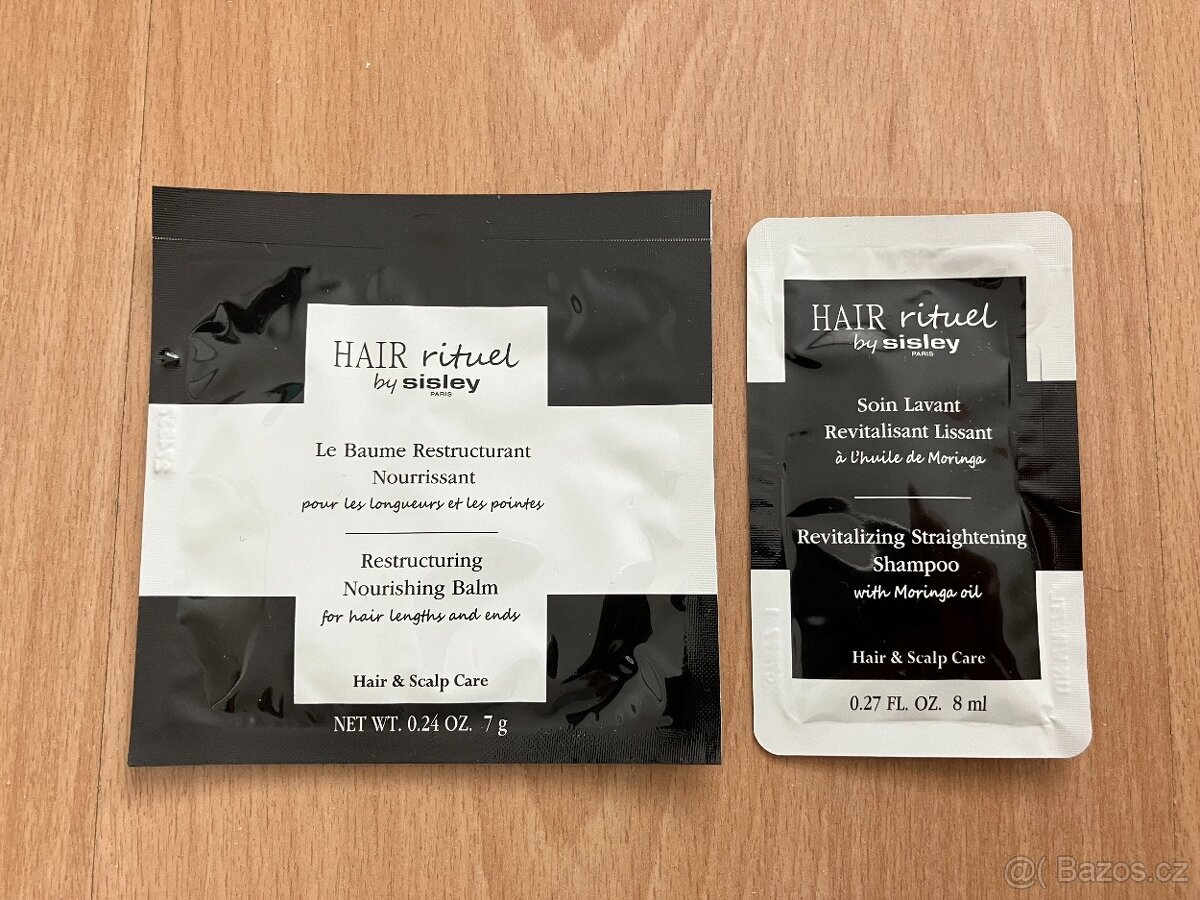 HAIR rituel
by sisley
PARIS
Le Baume Restructurant
Nourrissant
pour les longueurs et les pointes
Restructuring
Nourishing Balm
for hair lengths and ends
Hair & Scalp Care
NET WT. 0.24 OZ. 7 g
HAIR rituel
by sisley
PARIS
Soin Lavant
Revitalisant Lissant
à l'huile de Moringa
Revitalizing Straightening
Shampoo
with Moringa oil
Hair & Scalp Care
0.27 FL. OZ. 8 ml
@( Bazos.cz